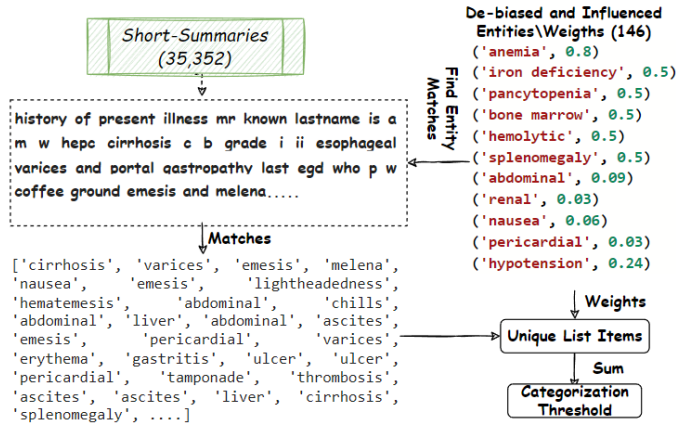 Short-Summaries
(35,352)
De-biased and Influenced
Entities\Weigths (146)
('anemia', 0.8)
('iron deficiency', 0.5)
('pancytopenia', 0.5)
('bone marrow', 0.5)
('hemolytic', 0.5)
('splenomegaly', 0.5)
('abdominal', 0.09)
('renal', 0.03)
('nausea', 0.06)
('pericardial', 0.03)
('hypotension', 0.24)
Find Entity
Matches
history of present illness mr known lastname is a
m w hepc cirrhosis c b grade i ii esophageal
varices and portal gastropathy last egd who p w
coffee ground emesis and melena.....
Matches
['cirrhosis', 'varices', 'emesis', 'melena',
'nausea', 'emesis', 'lightheadedness',
'hematemesis', 'abdominal', 'chills',
'abdominal', 'liver', 'abdominal', 'ascites',
'emesis', 'pericardial', 'varices',
'erythema', 'gastritis', 'ulcer', 'ulcer',
'pericardial', 'tamponade', 'thrombosis',
'ascites', 'ascites', 'liver', 'cirrhosis',
'splenomegaly', ....]
Weights
Unique List Items
Sum
Categorization
Threshold